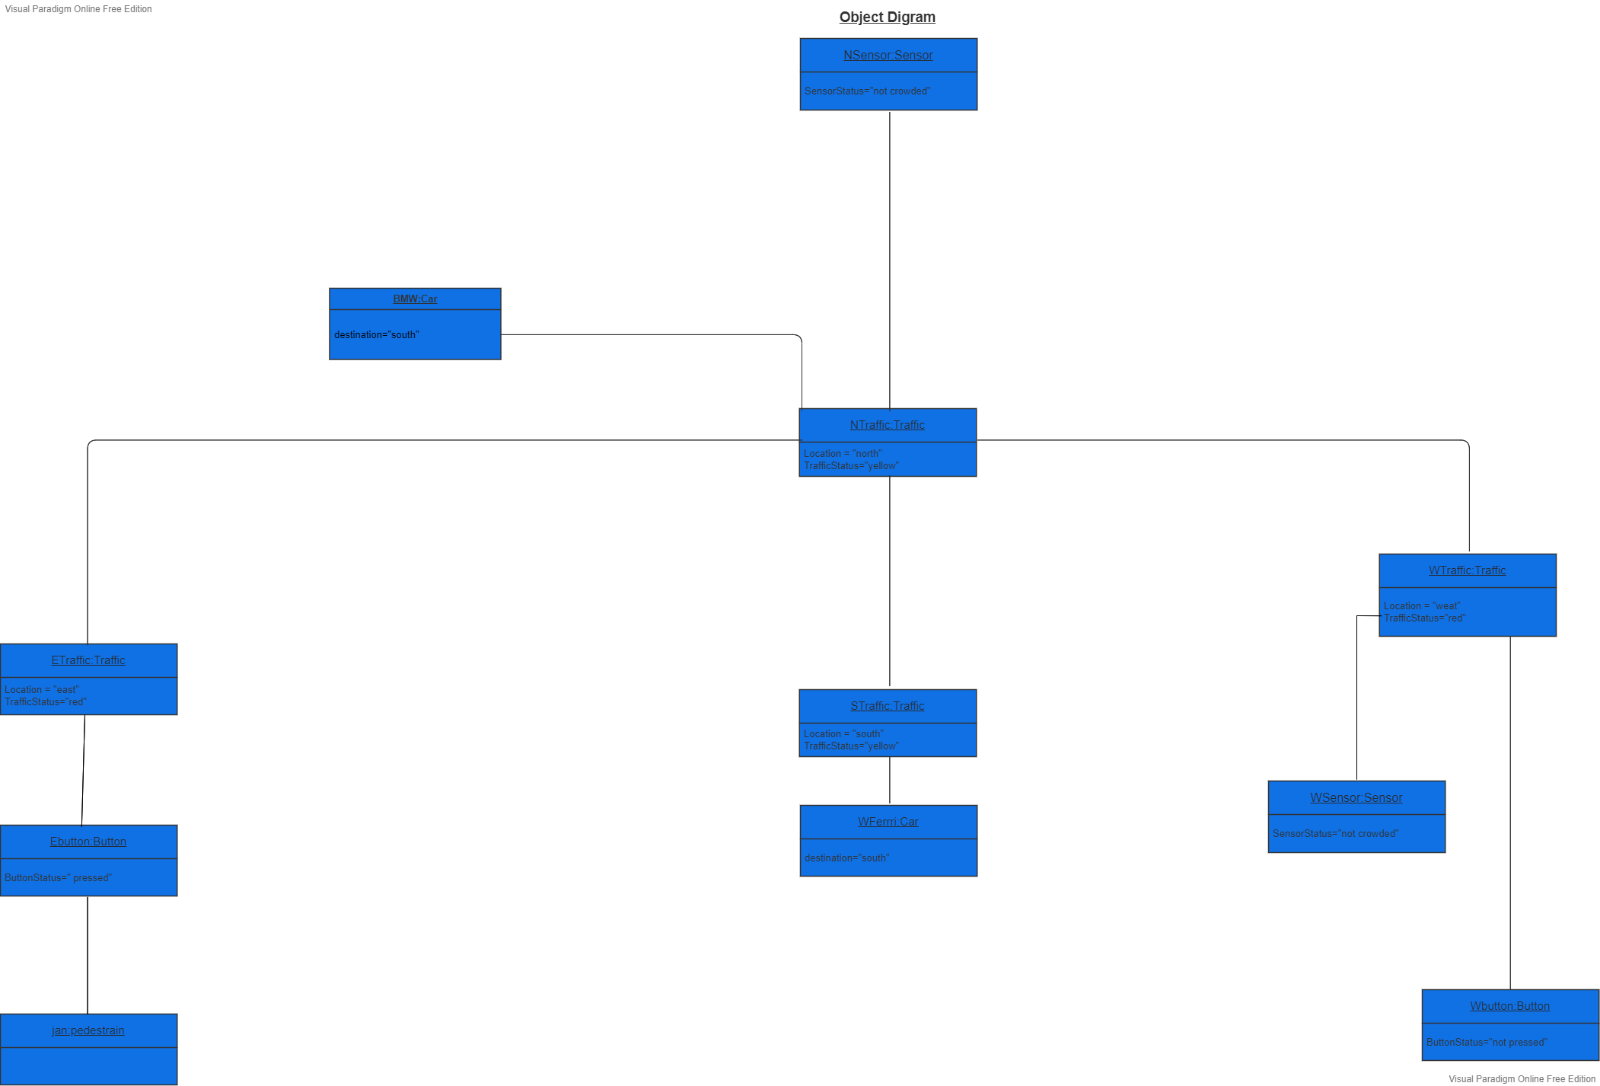 Visual Paradigm Online Free Edition
Object Digram
NSensor:Sensor
SensorStatus="not crowded"
BMW:Car
destination="south"
NTraffic:Traffic
Location = "north"
TrafficStatus="yellow"
WTraffic:Traffic
Location = "weat"
TrafficStatus="red"
ETraffic:Traffic
Location = "east"
TrafficStatus="red"
STraffic:Traffic
Location = "south"
TrafficStatus="yellow"
WSensor:Sensor
SensorStatus="not crowded"
WFerrri:Car
destination="south"
Ebutton:Button
ButtonStatus=" pressed"
Wbutton:Button
ButtonStatus="not pressed"
jan:pedestrain
Visual Paradigm Online Free Edition